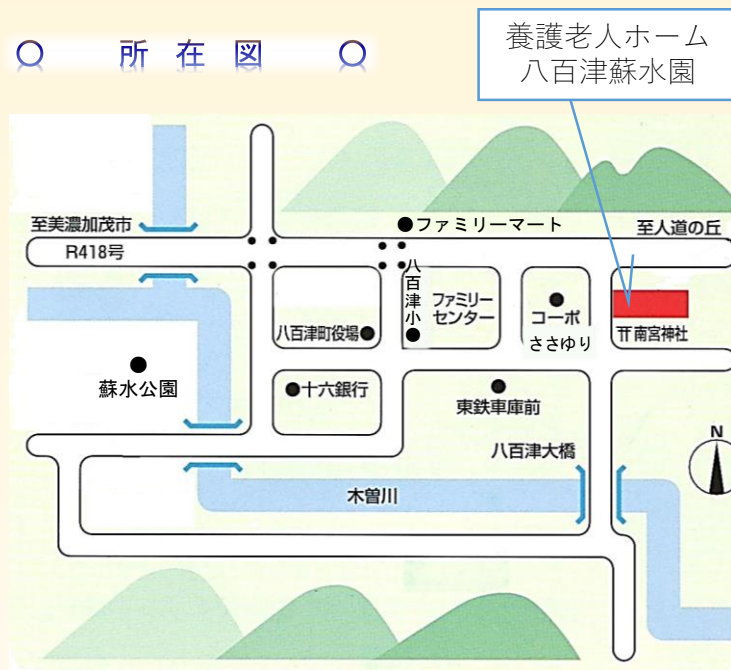 〇 所在図 〇
養護老人ホーム
八百津蘇水園
至美濃加茂市
R418号
ファミリーマート
至人道の丘
八百津小
ファミリー
センター
コーポ
ささゆり
南宮神社
八百津町役場
蘇水公園
十六銀行
東鉄車庫前
八百津大橋
N
木曽川